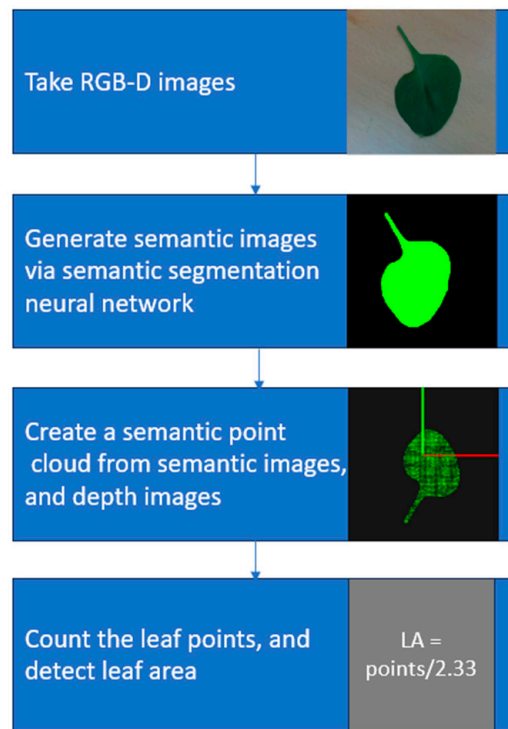 Take RGB-D images
Generate semantic images
via semantic segmentation
neural network
Create a semantic point
cloud from semantic images,
and depth images
Count the leaf points, and
detect leaf area
LA =
points/2.33